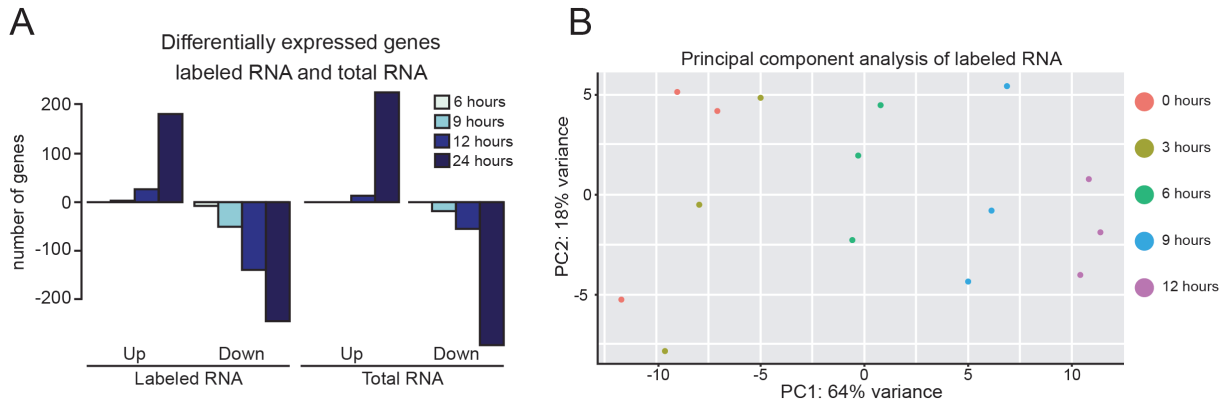 A
Differentially expressed genes
labeled RNA and total RNA
number of genes
200
100
0
-100
-200
6 hours
9 hours
12 hours
24 hours
Up
Down
Up
Down
Labeled RNA
Total RNA
B
Principal component analysis of labeled RNA
PC2: 18% variance
5
0
-5
-10
-5
0
5
10
PC1: 64% variance
0 hours
3 hours
6 hours
9 hours
12 hours